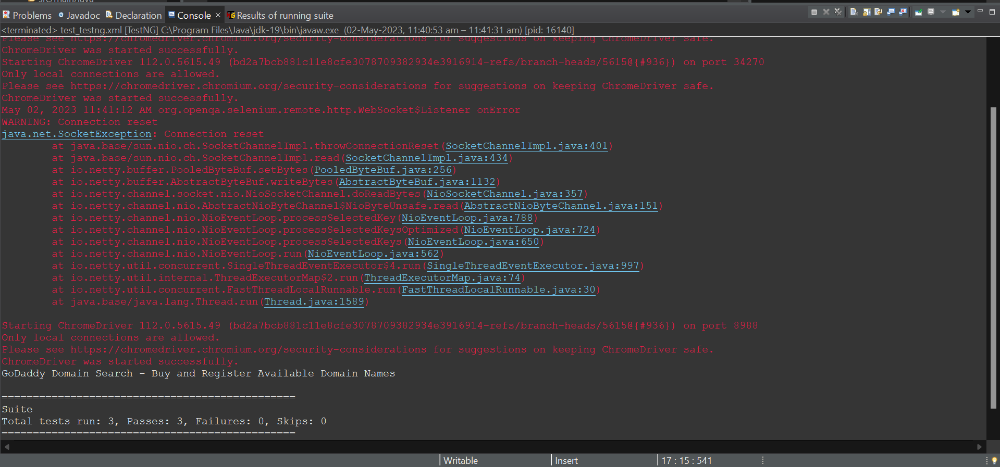 src/main/java
Problems Javadoc Declaration Console Results of running suite
<terminated> test_testng.xml [TestNG] C:\Program Files\Java\jdk-19\bin\javaw.exe (02-May-2023, 11:40:53 am – 11:41:31 am) [pid: 16140]
Please see https://chromedriver.chromium.org/security-considerations for suggestions on keeping ChromeDriver safe.
ChromeDriver was started successfully.
Starting ChromeDriver 112.0.5615.49 (bd2a7bcb881c11e8cfe3078709382934e3916914-refs/branch-heads/5615@{#936}) on port 34270
Only local connections are allowed.
Please see https://chromedriver.chromium.org/security-considerations for suggestions on keeping ChromeDriver safe.
ChromeDriver was started successfully.
May 02, 2023 11:41:12 AM org.openqa.selenium.remote.http.WebSocket$Listener onError
WARNING: Connection reset
java.net.SocketException: Connection reset
at java.base/sun.nio.ch.SocketChannelImpl.throwConnectionReset(SocketChannelImpl.java:401)
at java.base/sun.nio.ch.SocketChannelImpl.read(SocketChannelImpl.java:434)
at io.netty.buffer.PooledByteBuf.setBytes(PooledByteBuf.java:256)
at io.netty.buffer.AbstractByteBuf.writeBytes(AbstractByteBuf.java:1132)
at io.netty.channel.socket.nio.NioSocketChannel.doReadBytes(NioSocketChannel.java:357)
at io.netty.channel.nio.AbstractNioByteChannel$NioByteUnsafe.read(AbstractNioByteChannel.java:151)
at io.netty.channel.nio.NioEventLoop.processSelectedKey(NioEventLoop.java:788)
at io.netty.channel.nio.NioEventLoop.processSelectedKeysOptimized(NioEventLoop.java:724)
at io.netty.channel.nio.NioEventLoop.processSelectedKeys(NioEventLoop.java:650)
at io.netty.channel.nio.NioEventLoop.run(NioEventLoop.java:562)
at io.netty.util.concurrent.SingleThreadEventExecutor$4.run(SingleThreadEventExecutor.java:997)
at io.netty.util.internal.ThreadExecutorMap$2.run(ThreadExecutorMap.java:74)
at io.netty.util.concurrent.FastThreadLocalRunnable.run(FastThreadLocalRunnable.java:30)
at java.base/java.lang.Thread.run(Thread.java:1589)
Starting ChromeDriver 112.0.5615.49 (bd2a7bcb881c11e8cfe3078709382934e3916914-refs/branch-heads/5615@{#936}) on port 8988
Only local connections are allowed.
Please see https://chromedriver.chromium.org/security-considerations for suggestions on keeping ChromeDriver safe.
ChromeDriver was started successfully.
GoDaddy Domain Search - Buy and Register Available Domain Names
===============================================
Suite
Total tests run: 3, Passes: 3, Failures: 0, Skips: 0
===============================================
Writable Insert 17 : 15 : 541